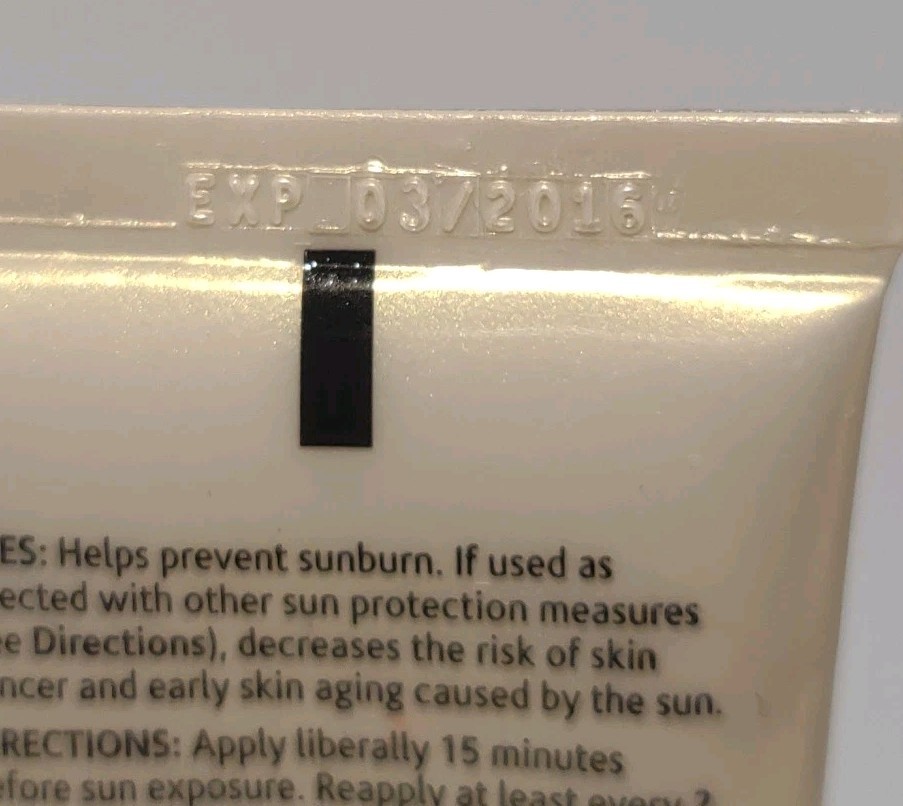 EXP 03/2016
ES: Helps prevent sunburn. If used as
ected with other sun protection measures
e Directions), decreases the risk of skin
ncer and early skin aging caused by the sun.
RECTIONS: Apply liberally 15 minutes
efore sun exposure. Reapply at least every 2